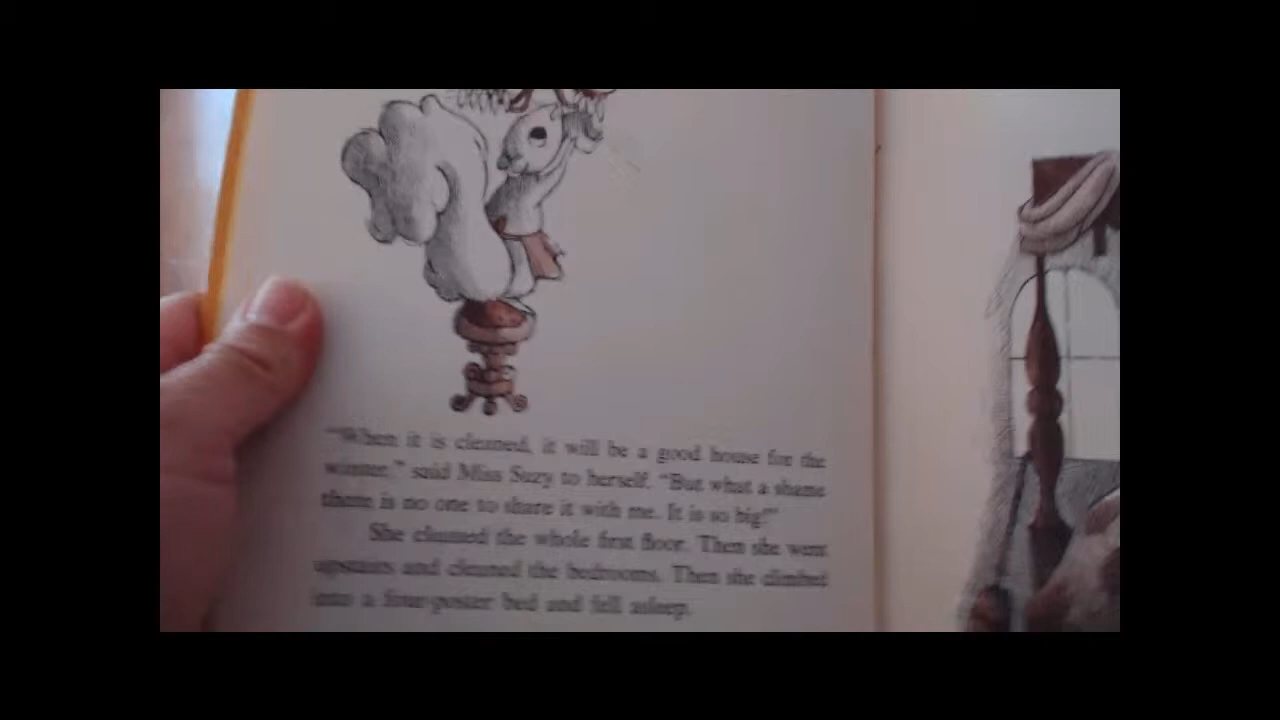 "When it is cleaned, it will be a good house for the
winter," said Miss Suzy to herself. "But what a shame
there is no one to share it with me. It is so big!"
She cleaned the whole first floor. Then she went
upstairs and cleaned the bedrooms. Then she climbed
into a four-poster bed and fell asleep.